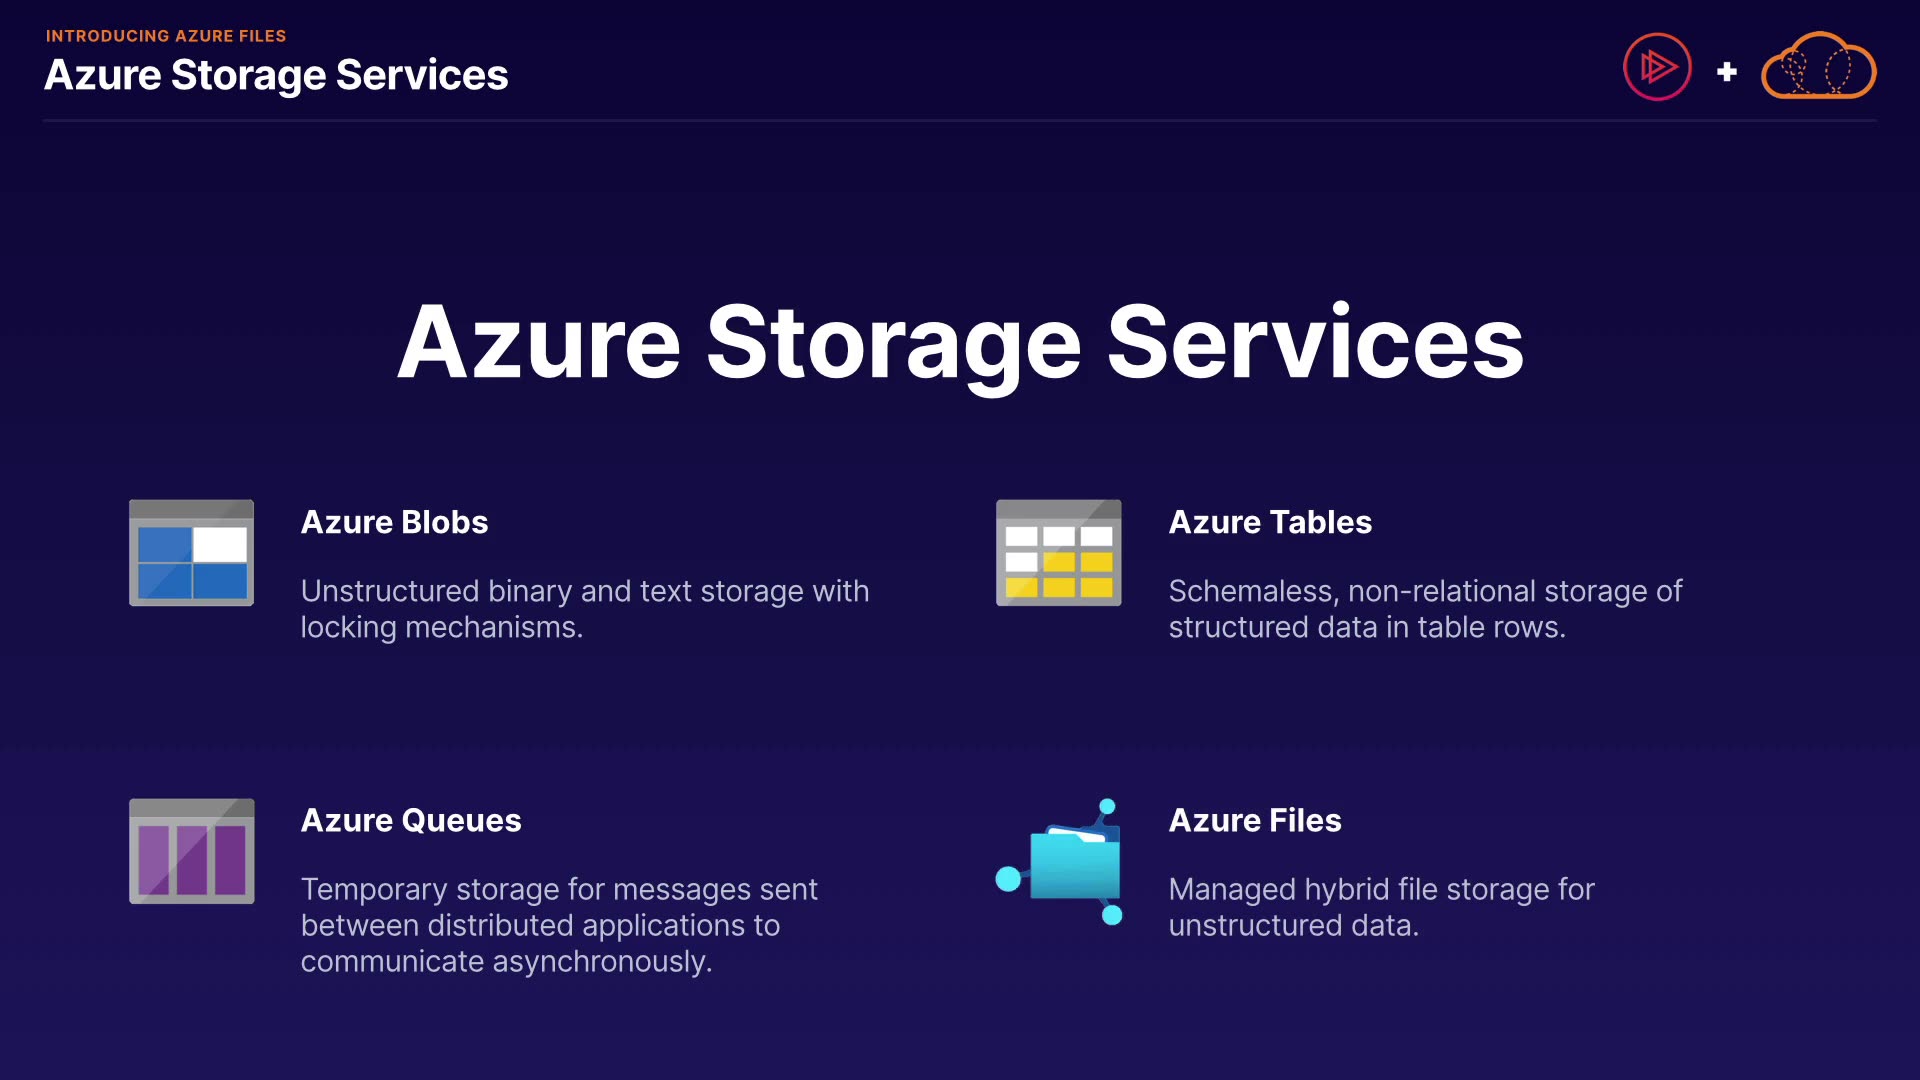 INTRODUCING AZURE FILES
Azure Storage Services
Azure Storage Services
Azure Blobs
Unstructured binary and text storage with
locking mechanisms.
Azure Tables
Schemaless, non-relational storage of
structured data in table rows.
Azure Queues
Temporary storage for messages sent
between distributed applications to
communicate asynchronously.
Azure Files
Managed hybrid file storage for
unstructured data.